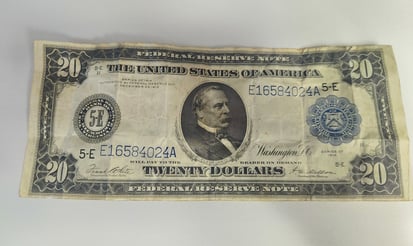 FEDERAL RESERVE NOTE
20 THE UNITED STATES OF AMERICA 20
E16584024A 5-E
5-E
5-E E16584024A
Washington, D.C.
WILL PAY TO THE BEARER ON DEMAND
20 TWENTY DOLLARS 20
FEDERAL RESERVE NOTE